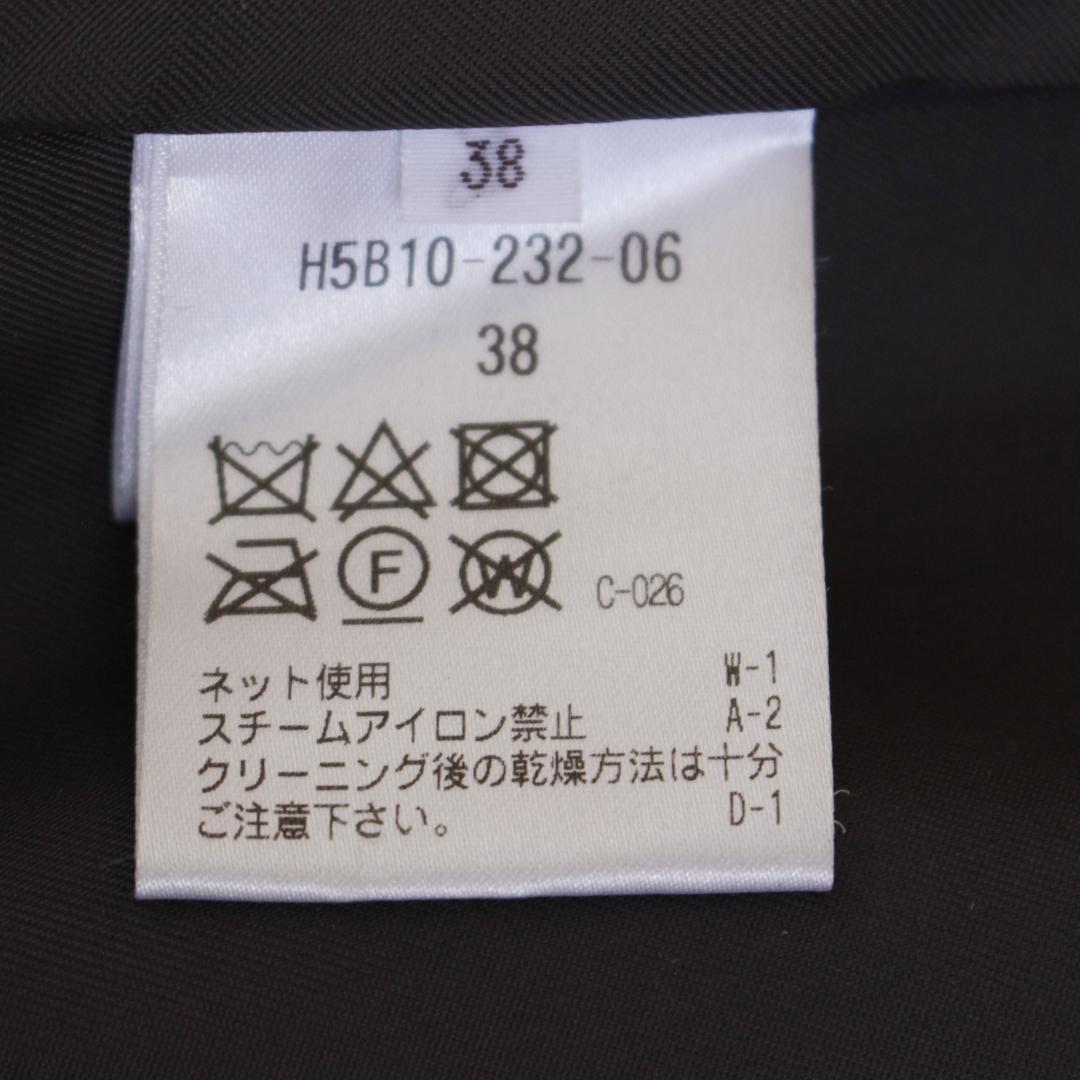 38
H5B10-232-06
38
F W C-026
ネット使用 W-1
スチームアイロン禁止 A-2
クリーニング後の乾燥方法は十分
ご注意下さい。 D-1